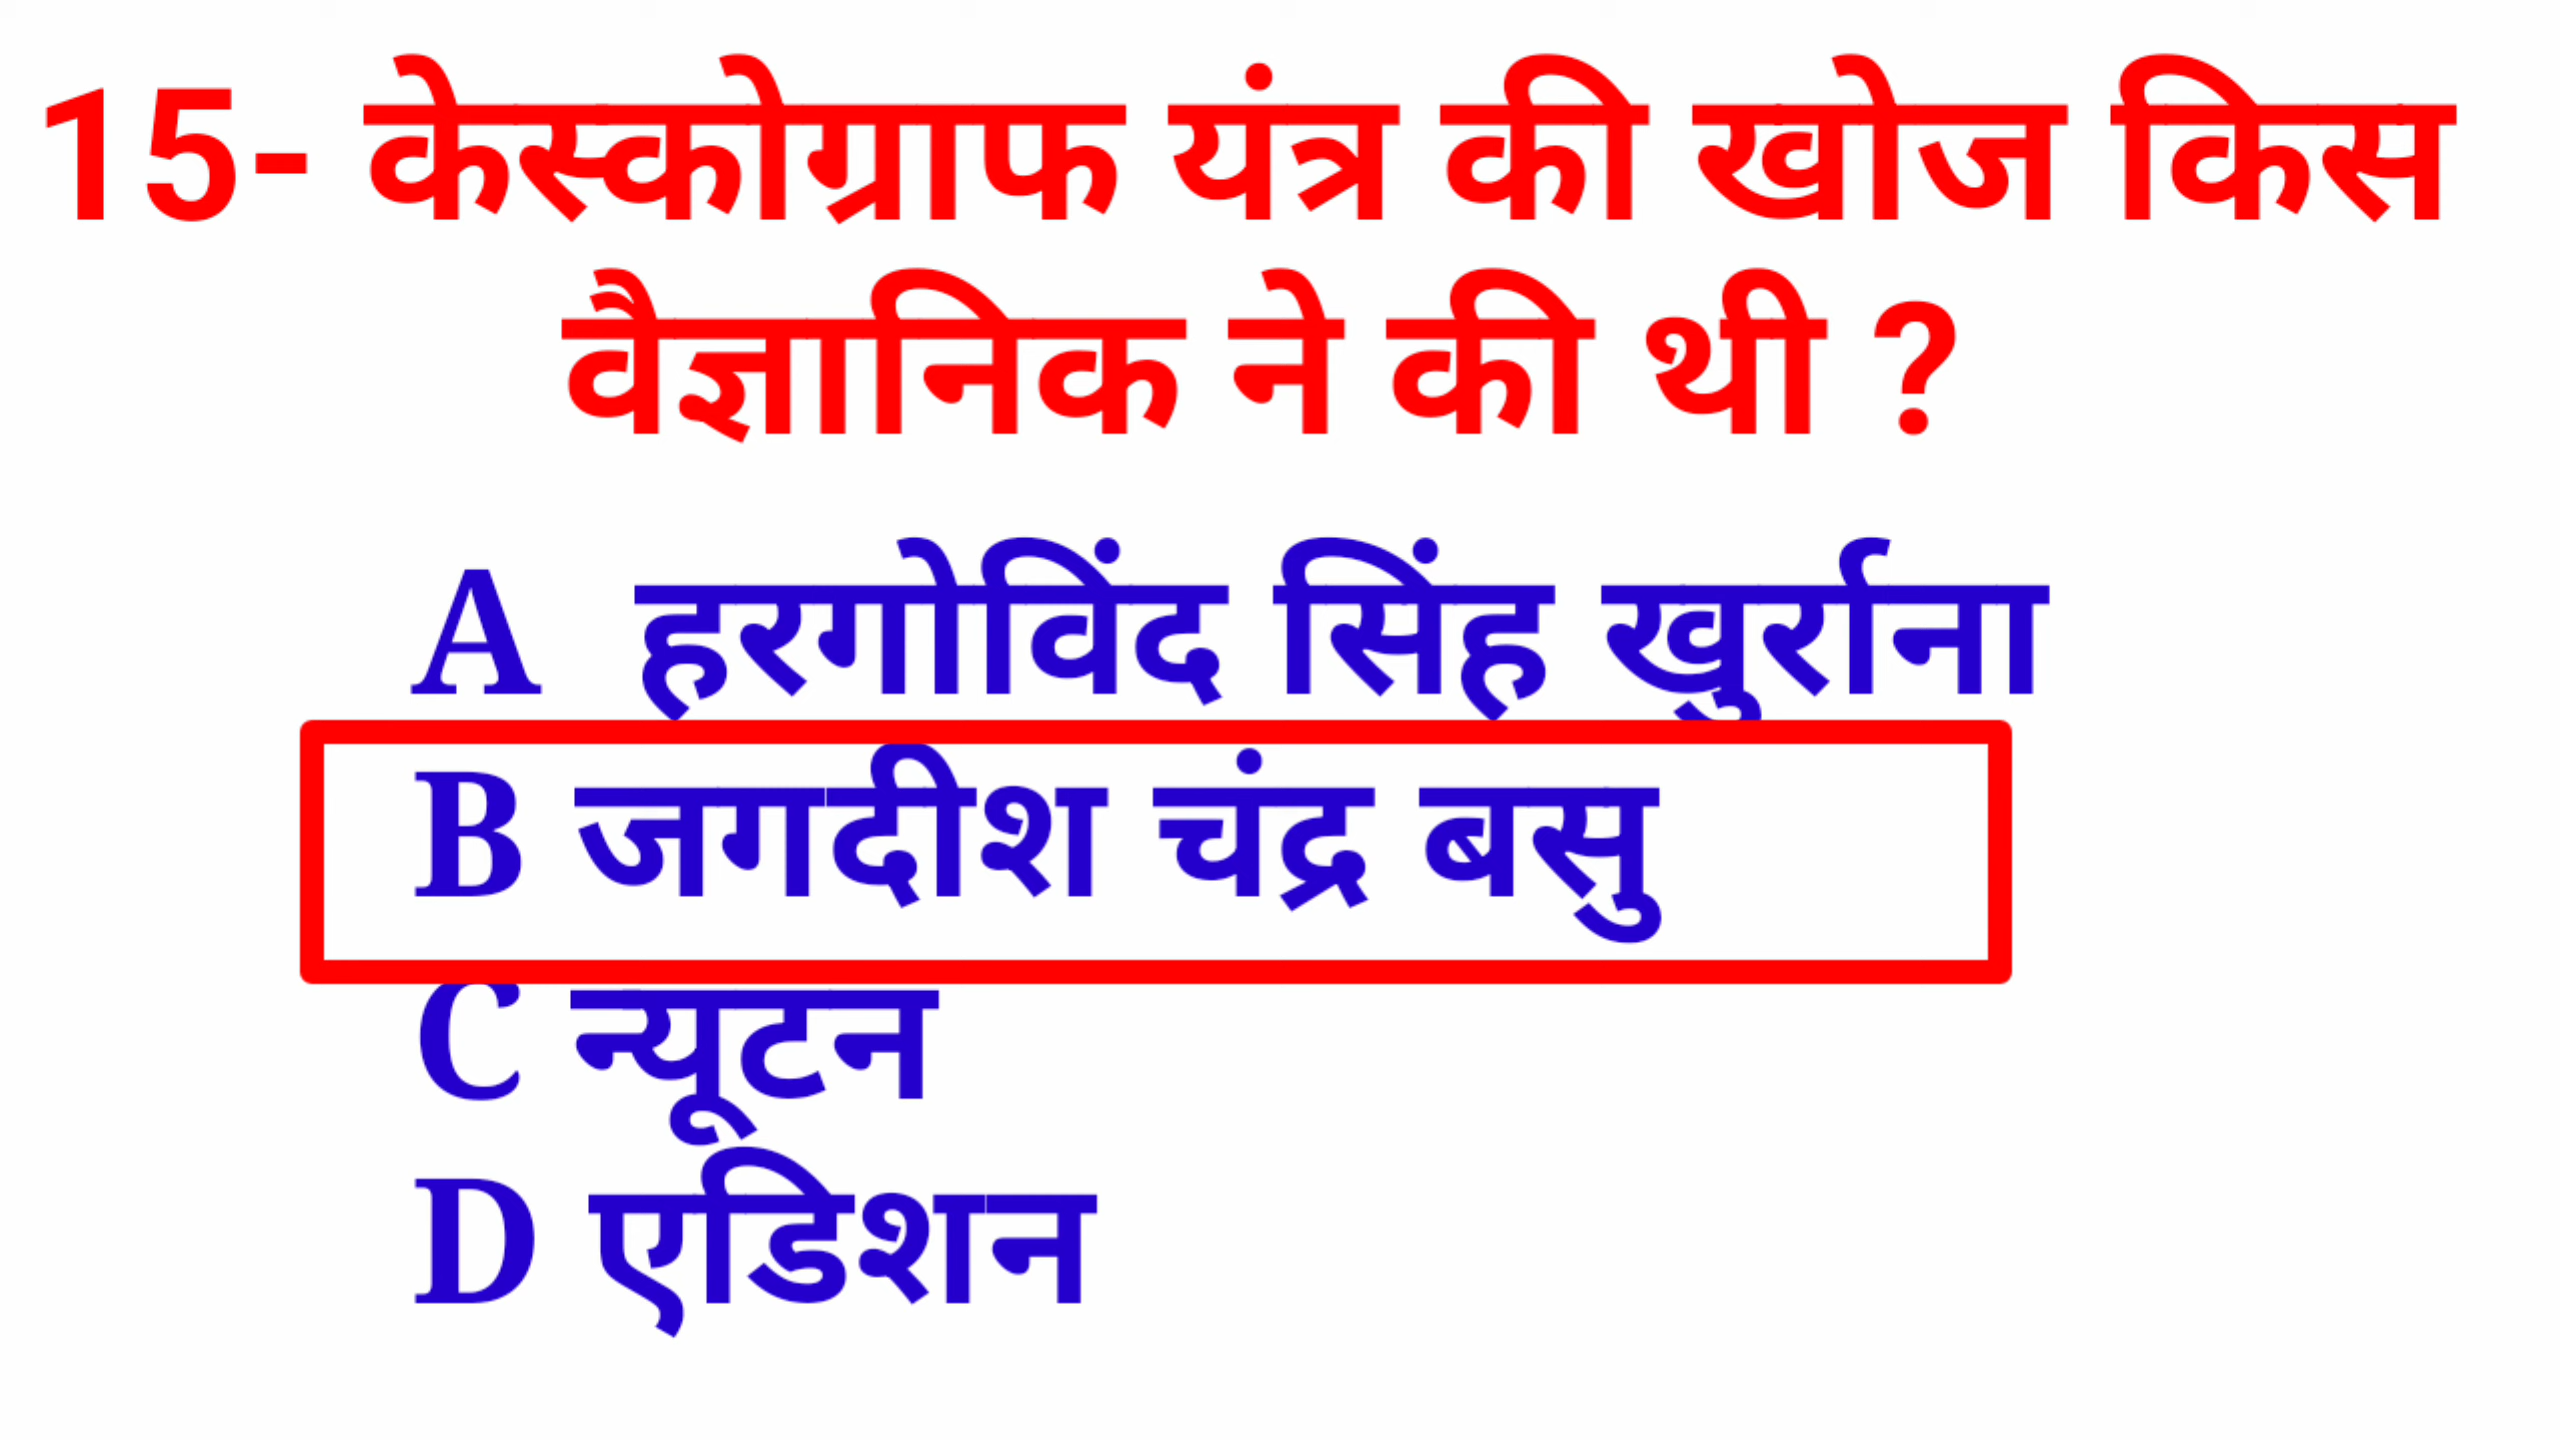 15- केस्कोग्राफ यंत्र की खोज किस
वैज्ञानिक ने की थी ?
A हरगोविंद सिंह खुर्राना
B जगदीश चंद्र बसु
C न्यूटन
D एडिशन